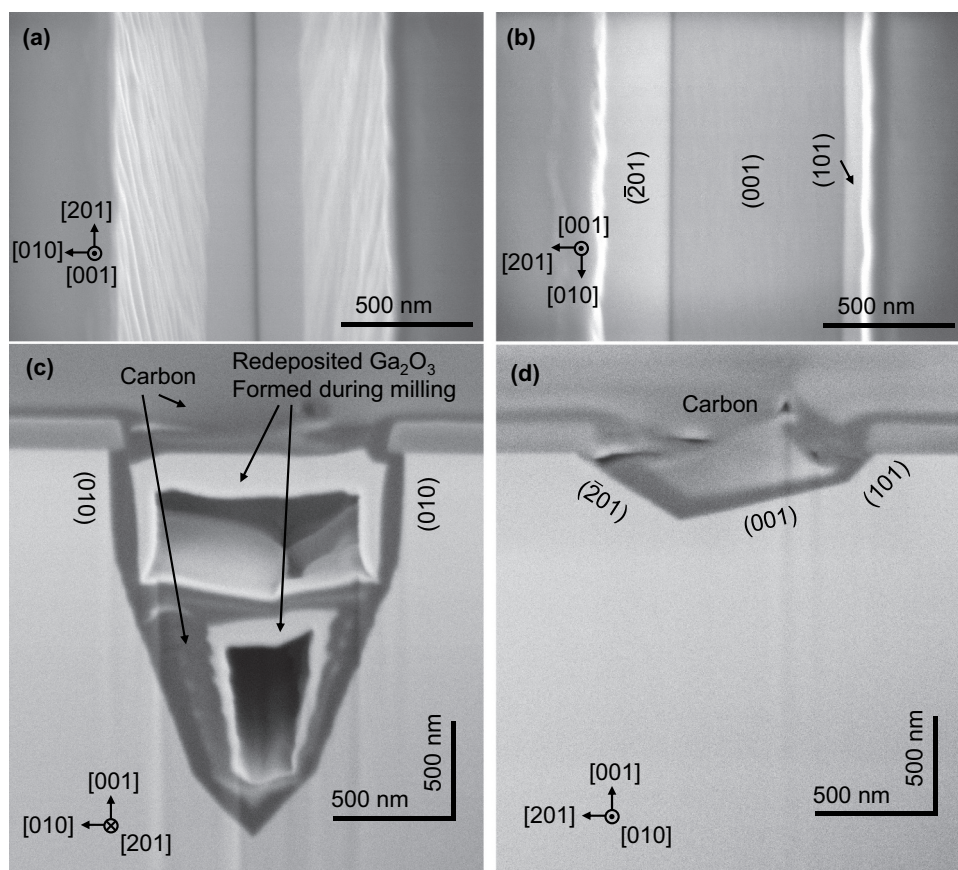 (a)
[201]
[010]
[001]
500 nm
(b)
(2̅01)
(001)
(101)
[001]
[201]
[010]
500 nm
(c)
Carbon
Redeposited Ga₂O₃
Formed during milling
(010)
(010)
[001]
[010]
[201]
500 nm
500 nm
(d)
Carbon
(2̅01)
(001)
(101)
[001]
[201]
[010]
500 nm
500 nm